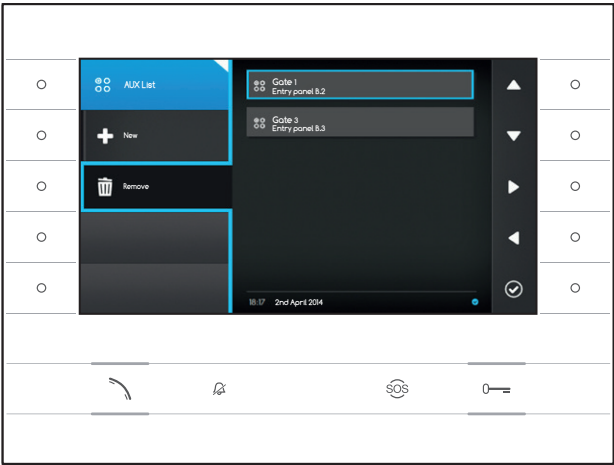 AUX List
New
Remove
Gate 1
Entry panel B.2
Gate 3
Entry panel B.3
18:17 2nd April 2014
SOS